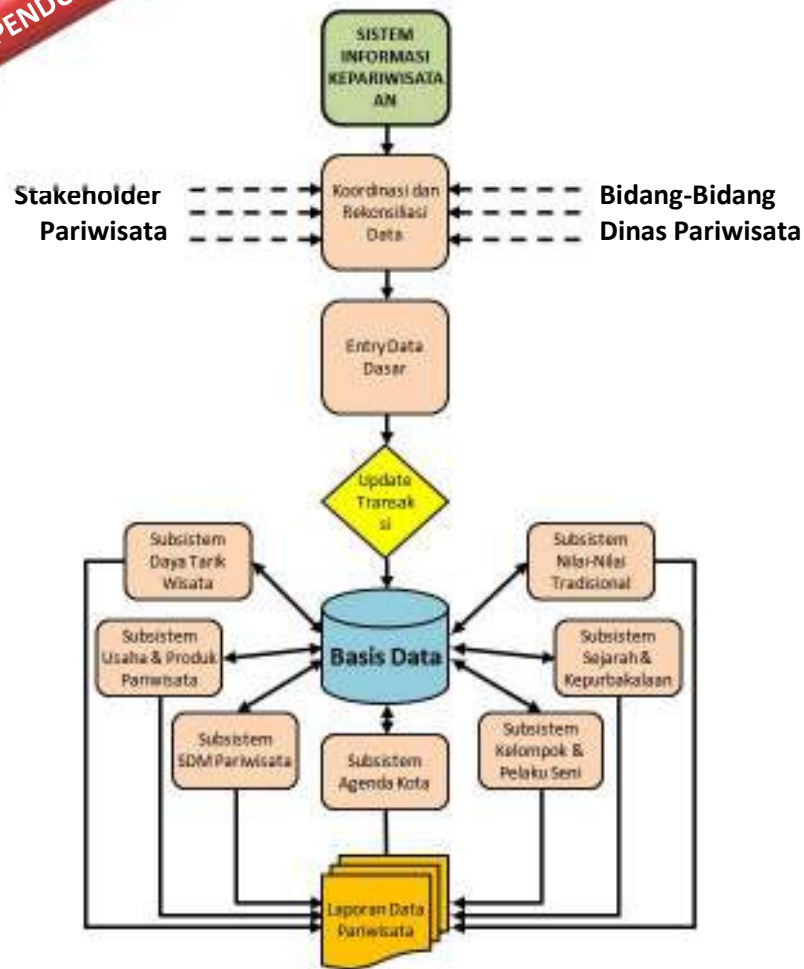 SISTEM
INFORMASI
KEPARIWISATA
AN
Koordinasi dan
Rekonsiliasi
Data
Stakeholder
Pariwisata
Bidang-Bidang
Dinas Pariwisata
Entry Data
Dasar
Update
Transak
si
Subsistem
Daya Tarik
Wisata
Subsistem
Nilai-Nilai
Tradisional
Subsistem
Usaha & Produk
Pariwisata
Basis Data
Subsistem
Sejarah &
Kepurbakalaan
Subsistem
SDM Pariwisata
Subsistem
Agenda Kota
Subsistem
Kelompok &
Pelaku Seni
Laporan Data
Pariwisata